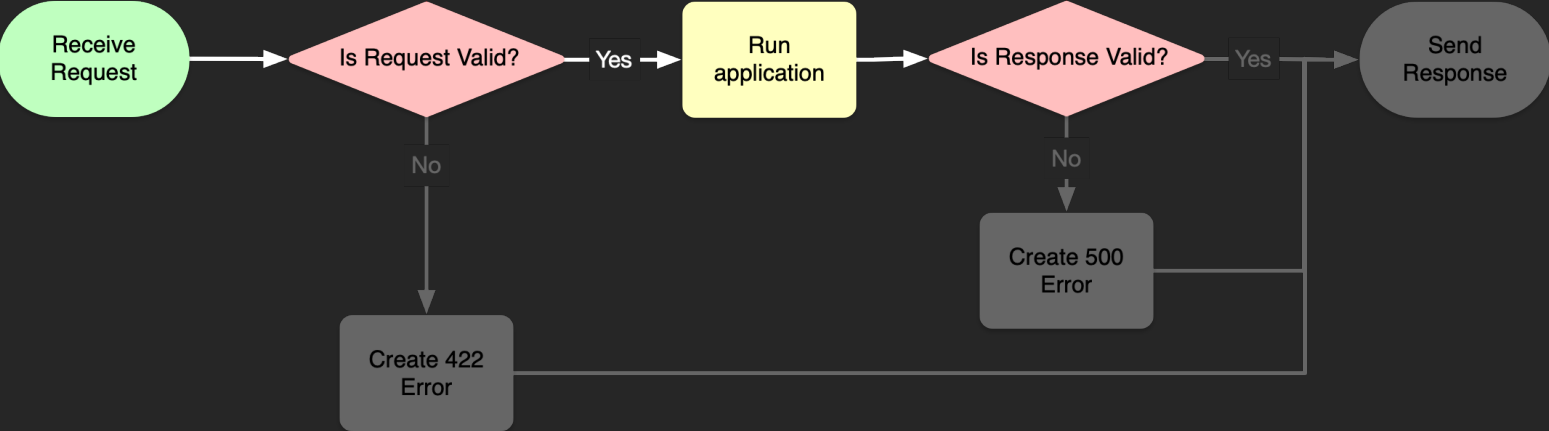 Receive
Request
Is Request Valid?
Yes
Run
application
Is Response Valid?
Yes
Send
Response
No
No
Create 500
Error
Create 422
Error